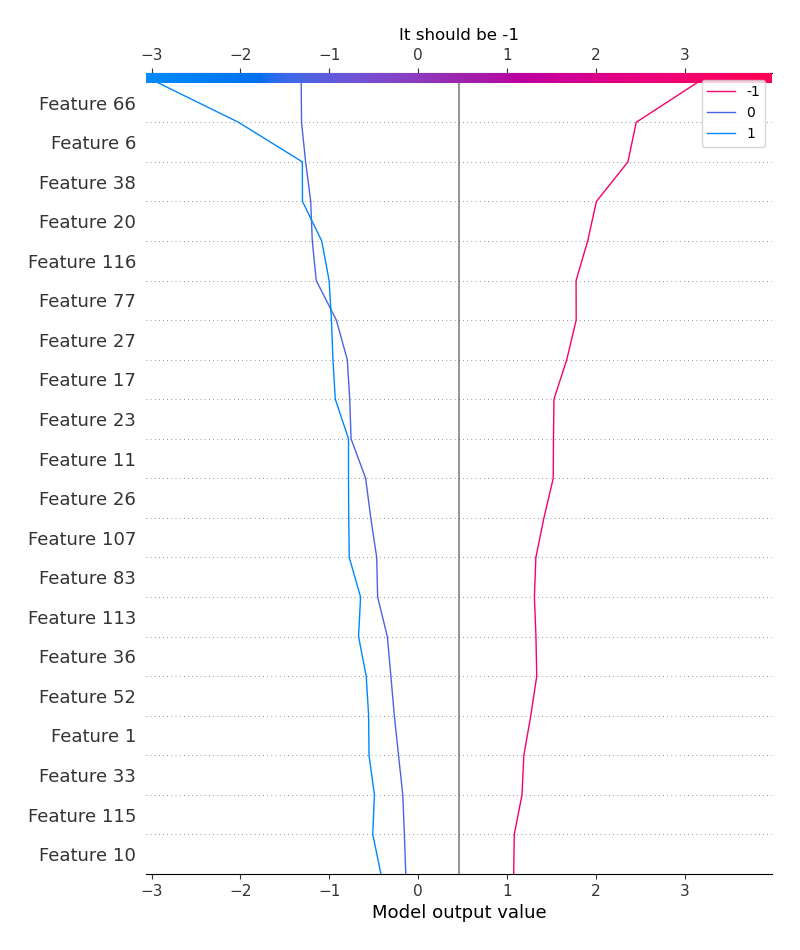 It should be -1
−3 −2 −1 0 1 2 3
-1
0
1
Feature 66
Feature 6
Feature 38
Feature 20
Feature 116
Feature 77
Feature 27
Feature 17
Feature 23
Feature 11
Feature 26
Feature 107
Feature 83
Feature 113
Feature 36
Feature 52
Feature 1
Feature 33
Feature 115
Feature 10
−3 −2 −1 0 1 2 3
Model output value